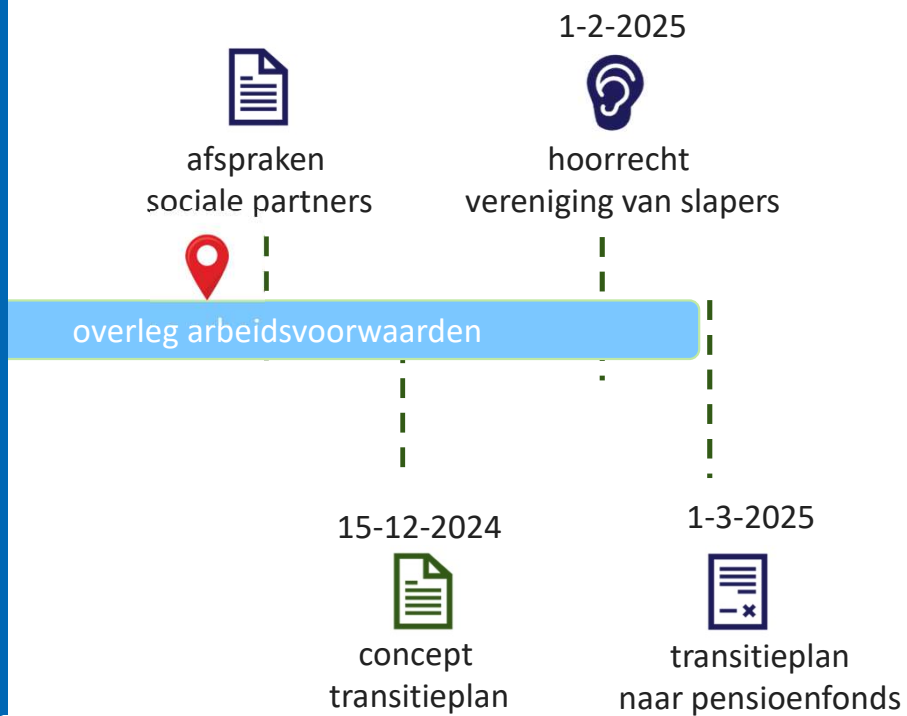 1-2-2025
afspraken
sociale partners
hoorrecht
vereniging van slapers
overleg arbeidsvoorwaarden
15-12-2024
concept
transitieplan
1-3-2025
transitieplan
naar pensioenfonds